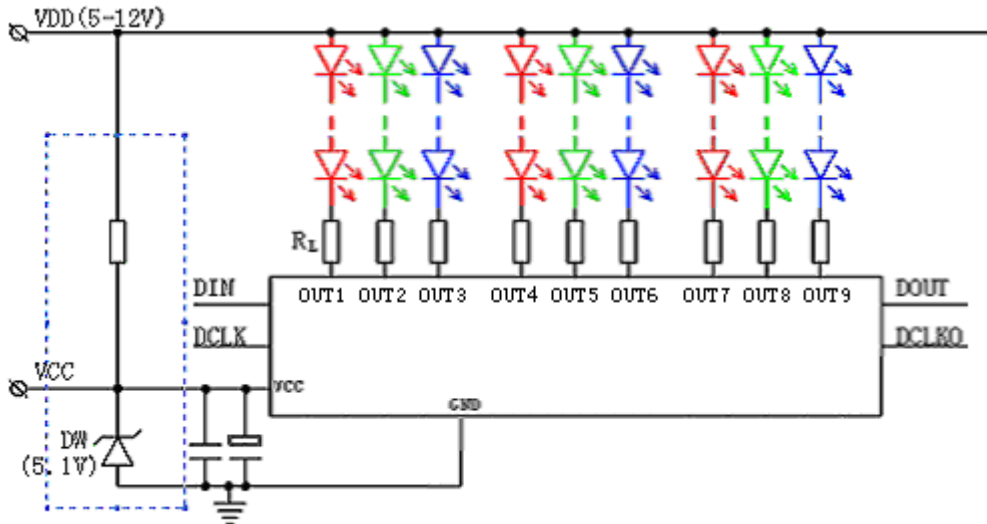 VDD(5-12V)
RL
DIN
OUT1 OUT2 OUT3 OUT4 OUT5 OUT6 OUT7 OUT8 OUT9
DOUT
DCLK
DCLKO
VCC
VCC
GND
DW
(5.1V)